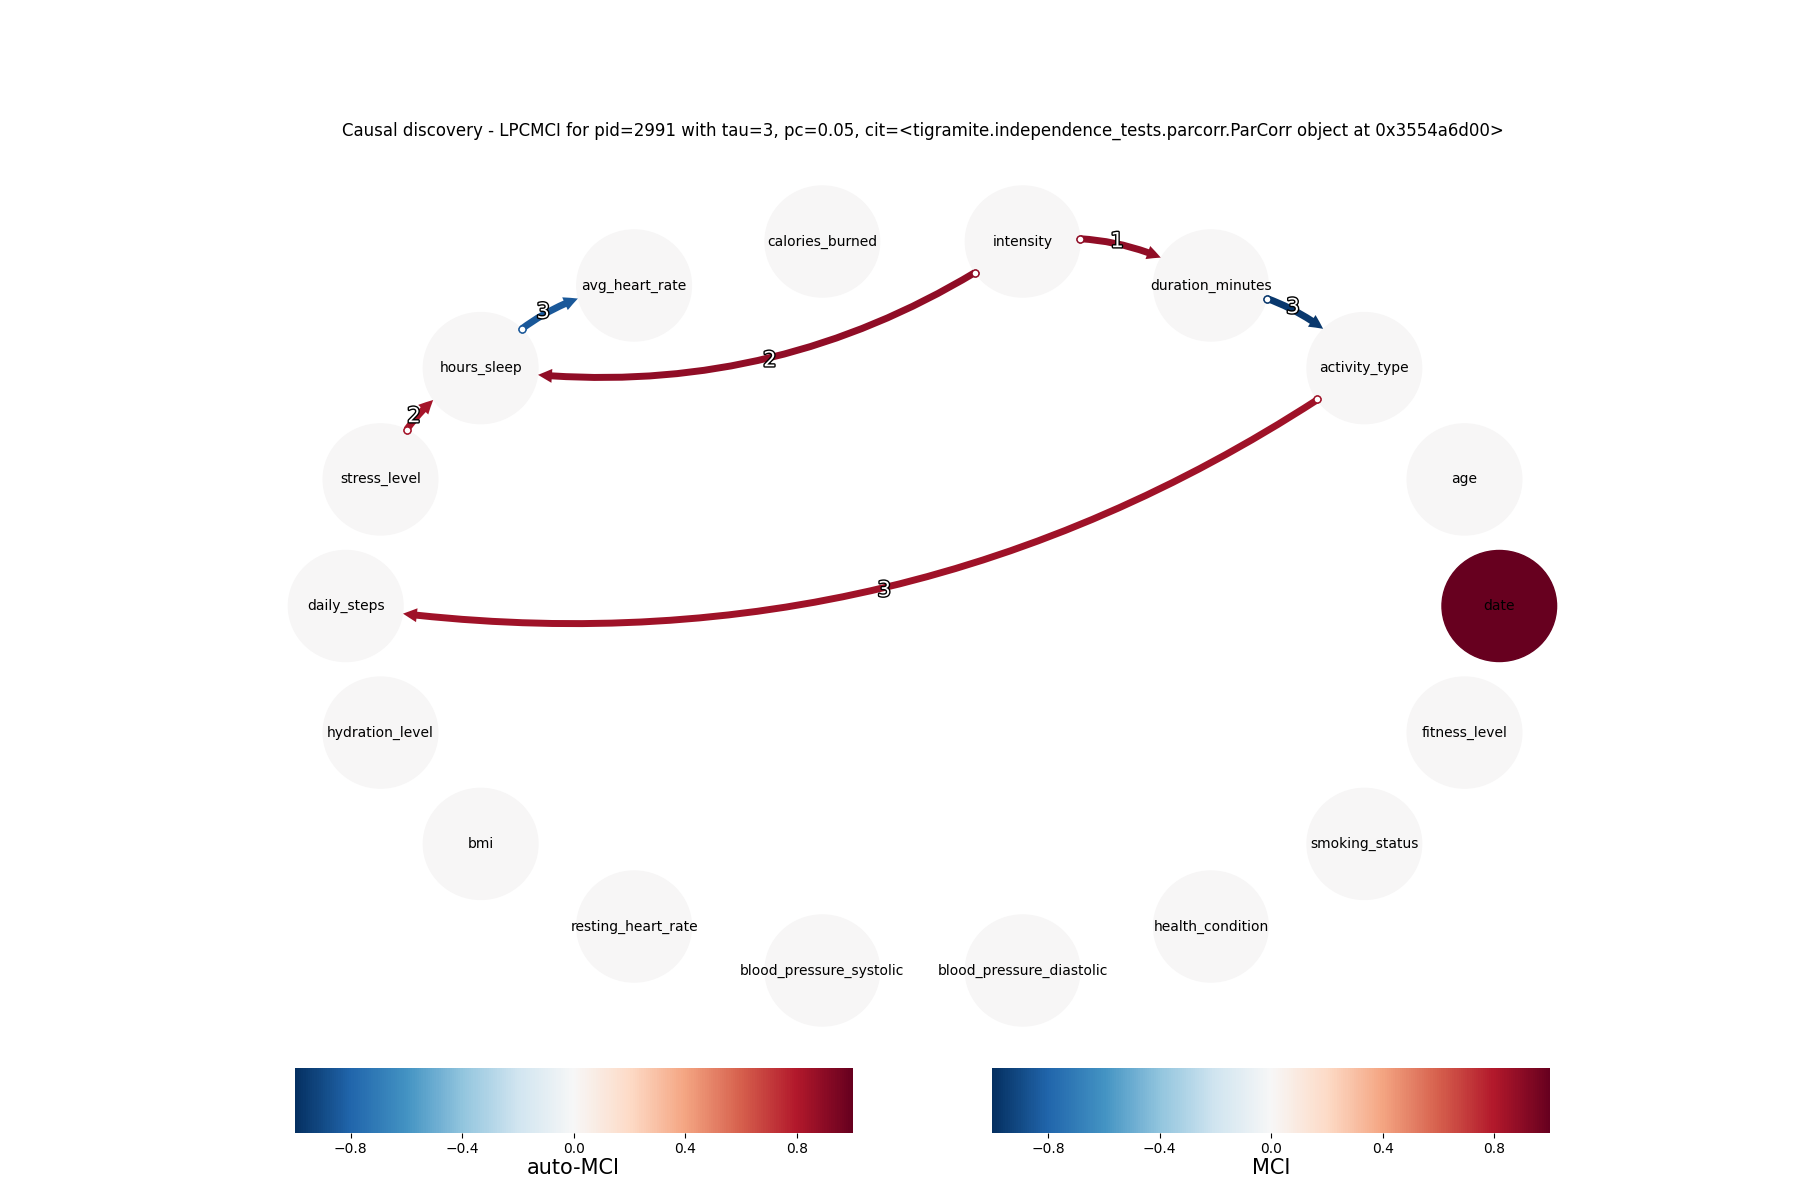 Causal discovery - LPCMCI for pid=2991 with tau=3, pc=0.05, cit=<tigramite.independence_tests.parcorr.ParCorr object at 0x3554a6d00>
calories_burned
intensity
1
avg_heart_rate
duration_minutes
3
3
2
hours_sleep
activity_type
2
stress_level
age
3
daily_steps
date
hydration_level
fitness_level
bmi
smoking_status
resting_heart_rate
health_condition
blood_pressure_systolic
blood_pressure_diastolic
−0.8 −0.4 0.0 0.4 0.8
auto-MCI
−0.8 −0.4 0.0 0.4 0.8
MCI